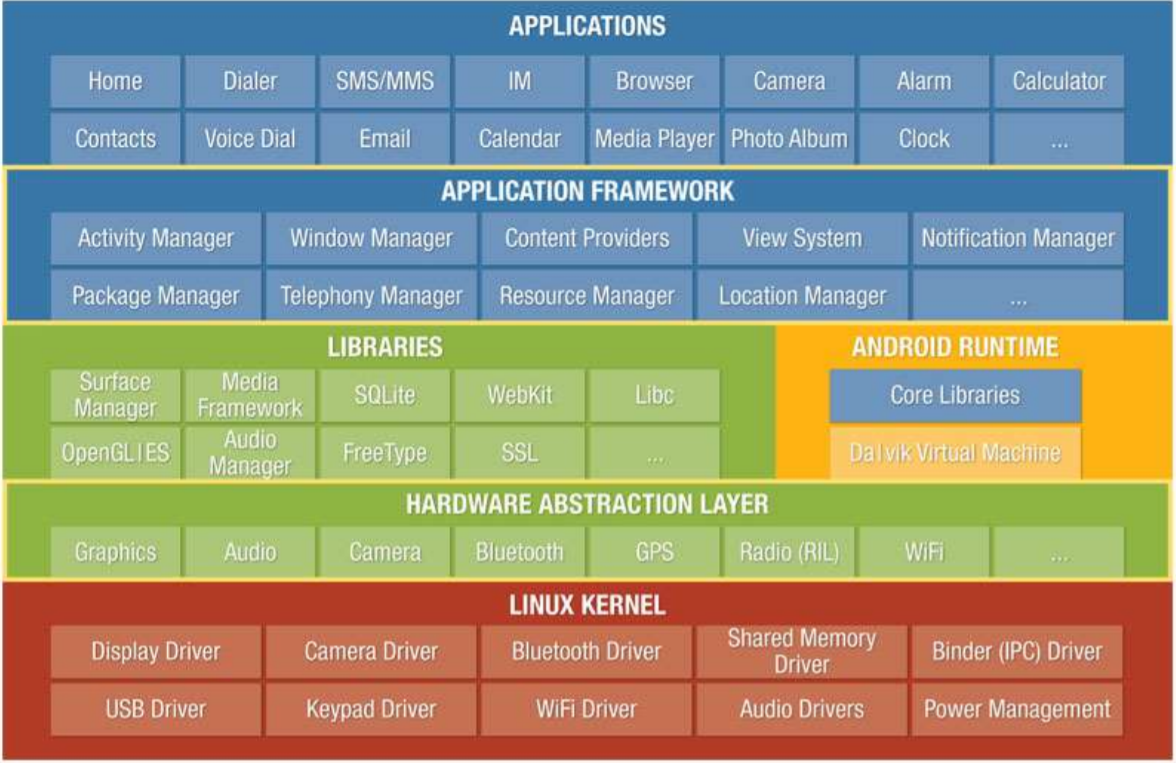 APPLICATIONS
Home Dialer SMS/MMS IM Browser Camera Alarm Calculator
Contacts Voice Dial Email Calendar Media Player Photo Album Clock ...
APPLICATION FRAMEWORK
Activity Manager Window Manager Content Providers View System Notification Manager
Package Manager Telephony Manager Resource Manager Location Manager ...
LIBRARIES
Surface
Manager
Media
Framework
SQLite WebKit Libc
OpenGLIES
Audio
Manager
FreeType SSL ...
ANDROID RUNTIME
Core Libraries
Dalvik Virtual Machine
HARDWARE ABSTRACTION LAYER
Graphics Audio Camera Bluetooth GPS Radio (RIL) WiFi ...
LINUX KERNEL
Display Driver Camera Driver Bluetooth Driver
Shared Memory
Driver
Binder (IPC) Driver
USB Driver Keypad Driver WiFi Driver Audio Drivers Power Management